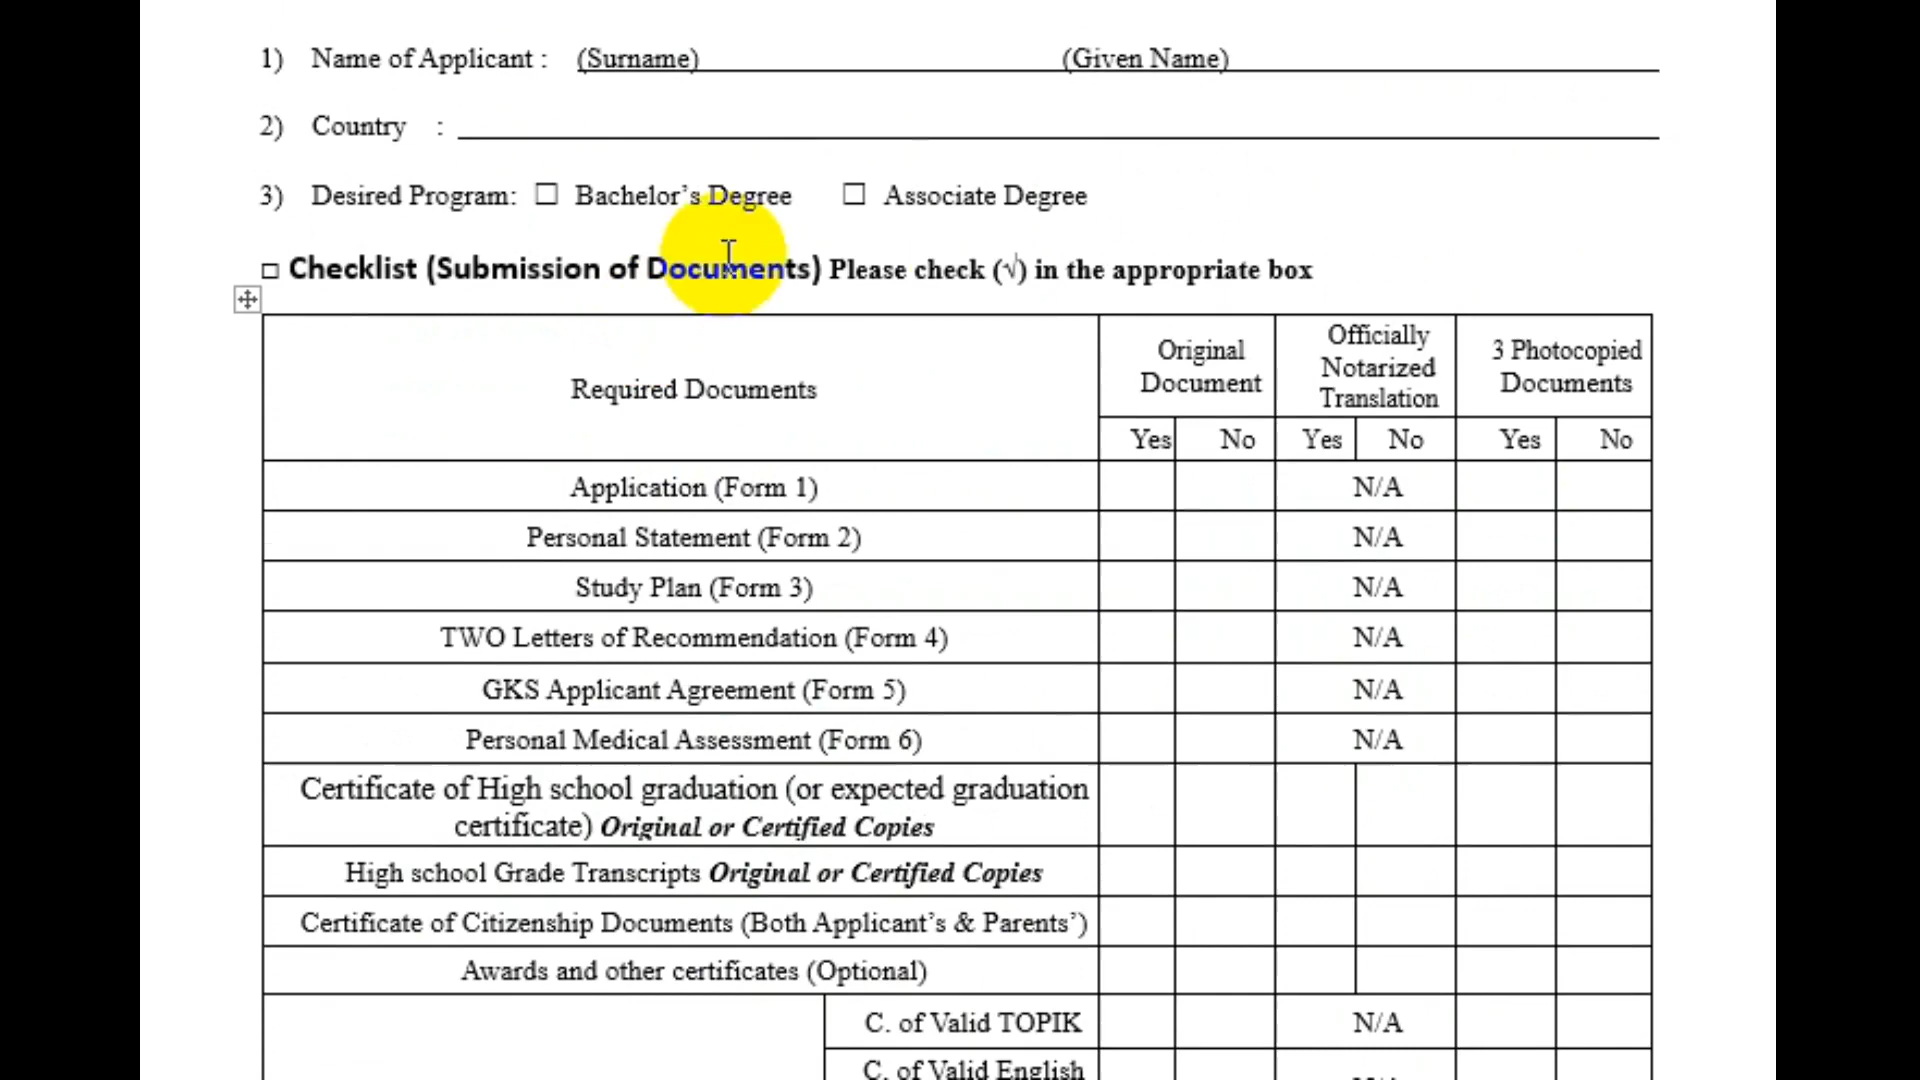 1) Name of Applicant : (Surname) (Given Name)
2) Country :
3) Desired Program: ☐ Bachelor’s Degree ☐ Associate Degree
□ Checklist (Submission of Documents) Please check (√) in the appropriate box
Required Documents
Original
Document
Officially
Notarized
Translation
3 Photocopied
Documents
Yes No Yes No Yes No
Application (Form 1) N/A
Personal Statement (Form 2) N/A
Study Plan (Form 3) N/A
TWO Letters of Recommendation (Form 4) N/A
GKS Applicant Agreement (Form 5) N/A
Personal Medical Assessment (Form 6) N/A
Certificate of High school graduation (or expected graduation
certificate) Original or Certified Copies
High school Grade Transcripts Original or Certified Copies
Certificate of Citizenship Documents (Both Applicant’s & Parents’)
Awards and other certificates (Optional)
C. of Valid TOPIK N/A
C. of Valid English